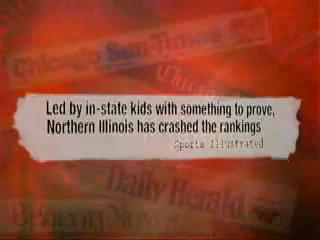 Chicago Sun-Times
Chicago
Led by in-state kids with something to prove,
Northern Illinois has crashed the rankings
Sports Illustrated
Daily Herald